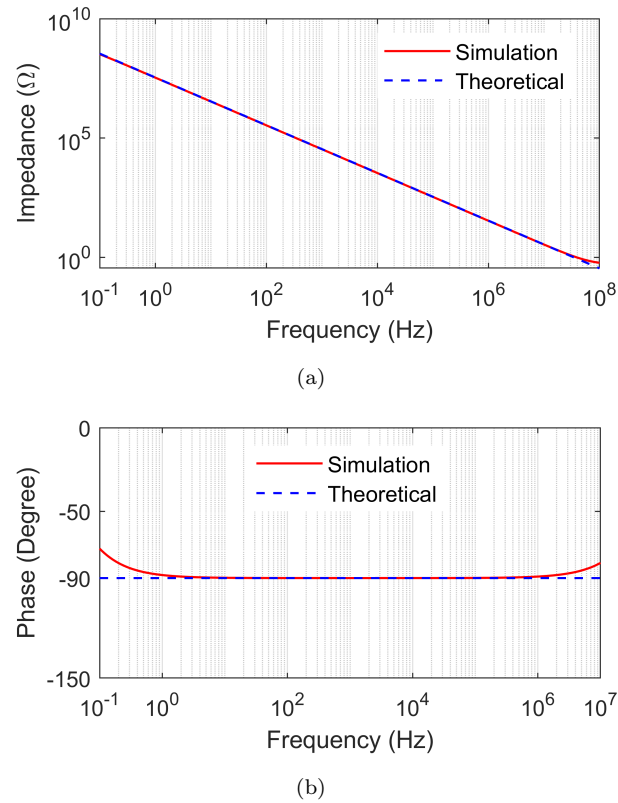 10^10
Simulation
Theoretical
Impedance (Ω)
10^5
10^0
10^-1 10^0 10^2 10^4 10^6 10^8
Frequency (Hz)
(a)
0
Simulation
Theoretical
-50
Phase (Degree)
-90
-150
10^-1 10^0 10^2 10^4 10^6 10^7
Frequency (Hz)
(b)